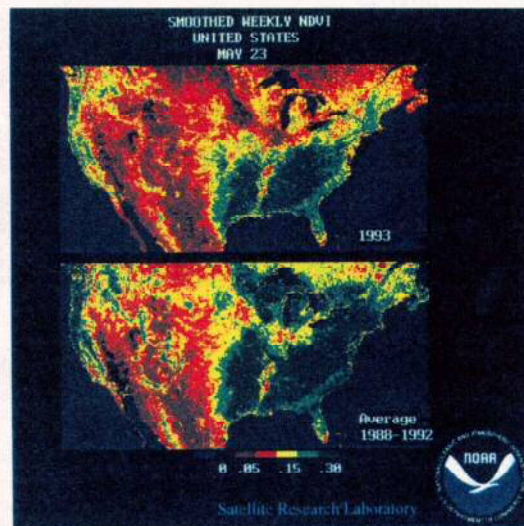 SMOOTHED WEEKLY NDVI
UNITED STATES
MAY 23
1993
Average
1988-1992
0 .05 .15 .30
NOAA
Satellite Research Laboratory